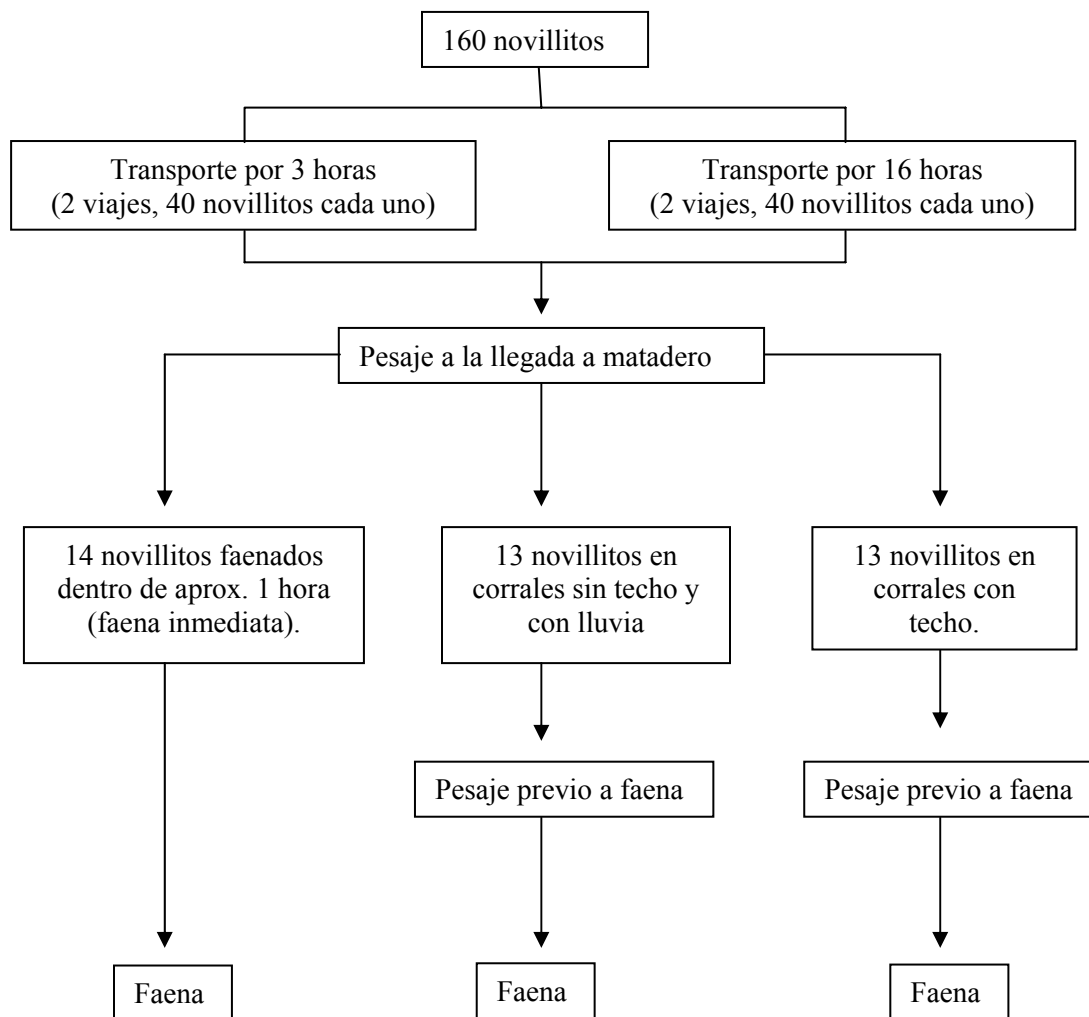 160 novillitos
Transporte por 3 horas
(2 viajes, 40 novillitos cada uno)
Transporte por 16 horas
(2 viajes, 40 novillitos cada uno)
Pesaje a la llegada a matadero
14 novillitos faenados
dentro de aprox. 1 hora
(faena inmediata).
13 novillitos en
corrales sin techo y
con lluvia
13 novillitos en
corrales con
techo.
Pesaje previo a faena
Pesaje previo a faena
Faena
Faena
Faena